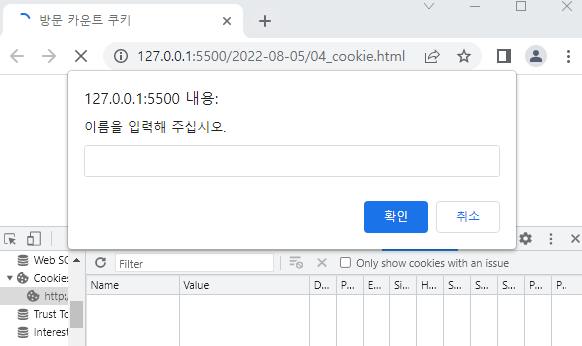 방문 카운트 쿠키
127.0.0.1:5500/2022-08-05/04_cookie.html
127.0.0.1:5500 내용:
이름을 입력해 주십시오.
확인 취소
Web SQ
Filter
Only show cookies with an issue
Cookies
http:/
Trust To
Interest
Name Value D... P... E... Si... H... S... S... S... P... P..